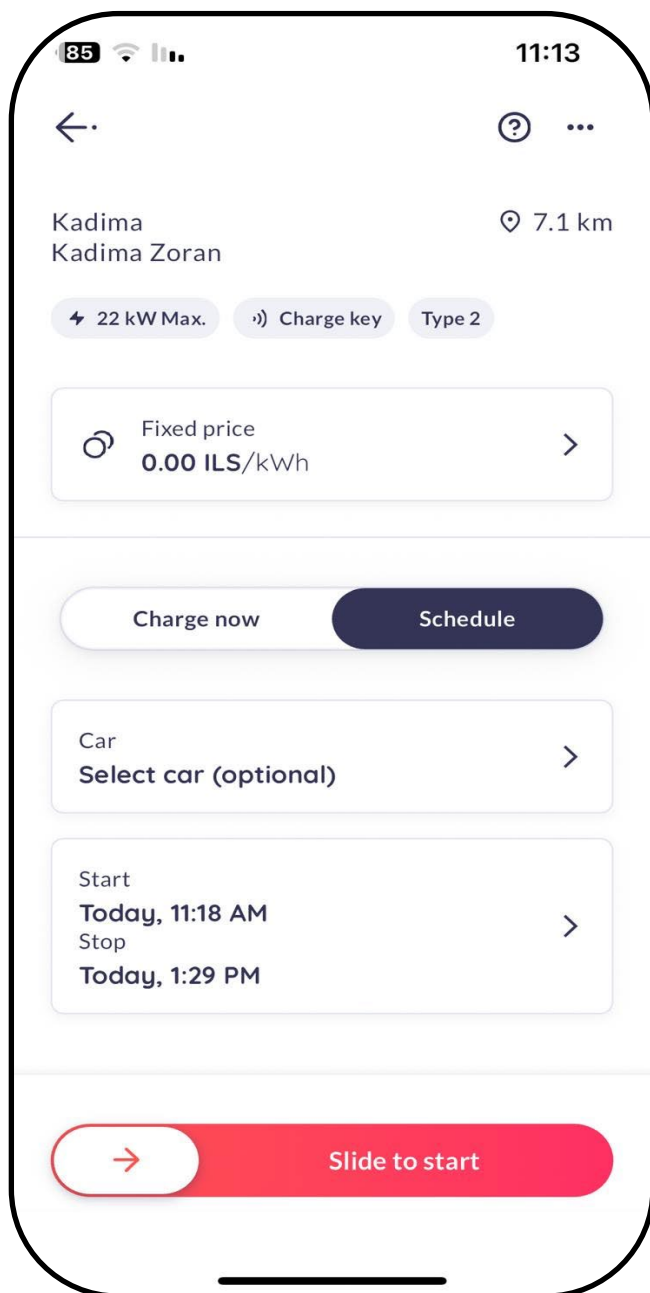 85
11:13
Kadima
7.1 km
Kadima Zoran
22 kW Max.
Charge key
Type 2
Fixed price
0.00 ILS/kWh
Charge now
Schedule
Car
Select car (optional)
Start
Today, 11:18 AM
Stop
Today, 1:29 PM
Slide to start